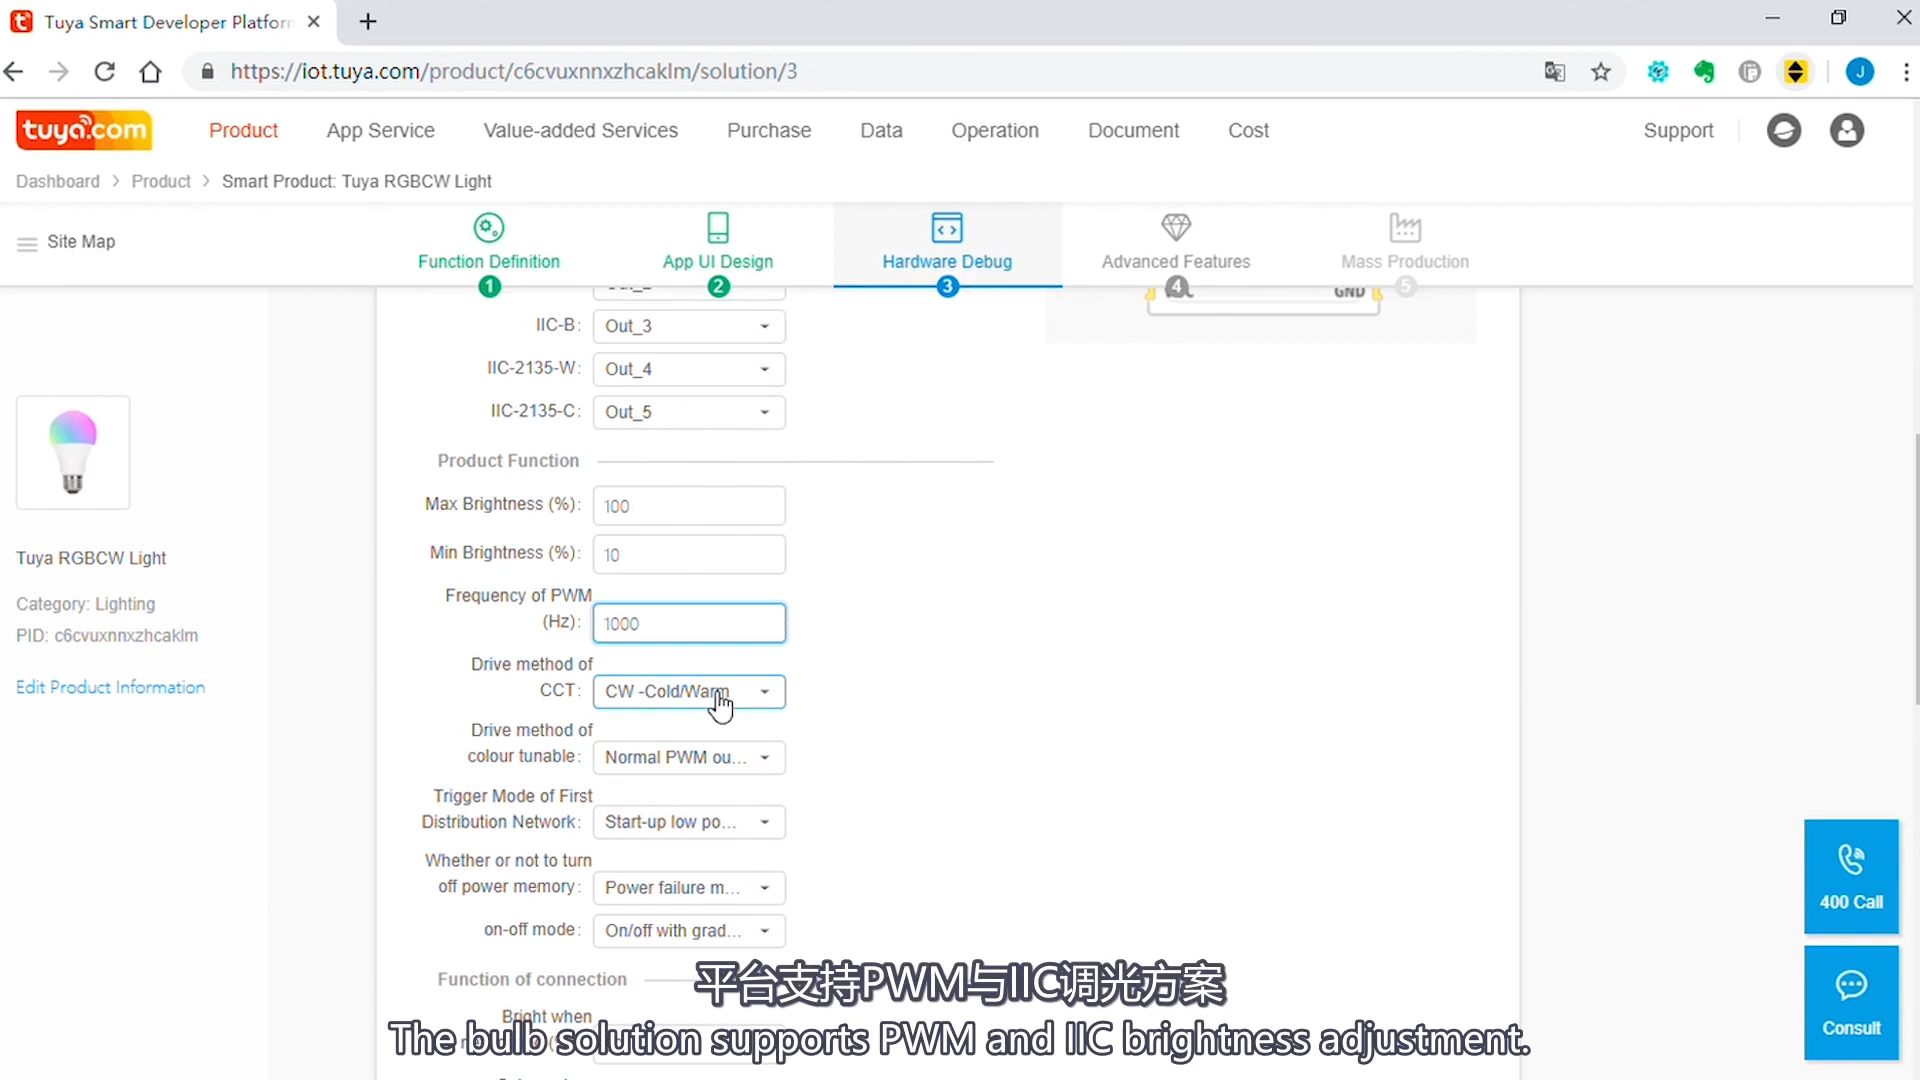 Tuya Smart Developer Platform
https://iot.tuya.com/product/c6cvuxnnxzhcaklm/solution/3
J
tuya.com
Product
App Service
Value-added Services
Purchase
Data
Operation
Document
Cost
Support
Dashboard > Product > Smart Product: Tuya RGBCW Light
Site Map
Function Definition
1
App UI Design
2
Hardware Debug
3
Advanced Features
4
Mass Production
5
GND
IIC-B: Out_3
IIC-2135-W: Out_4
IIC-2135-C: Out_5
Product Function
Max Brightness (%): 100
Min Brightness (%): 10
Frequency of PWM
(Hz): 1000
Drive method of
CCT: CW -Cold/Warm
Drive method of
colour tunable: Normal PWM ou...
Trigger Mode of First
Distribution Network: Start-up low po...
Whether or not to turn
off power memory: Power failure m...
on-off mode: On/off with grad...
Function of connection
Bright when
Tuya RGBCW Light
Category: Lighting
PID: c6cvuxnnxzhcaklm
Edit Product Information
400 Call
Consult
平台支持PWM与IIC调光方案
The bulb solution supports PWM and IIC brightness adjustment.